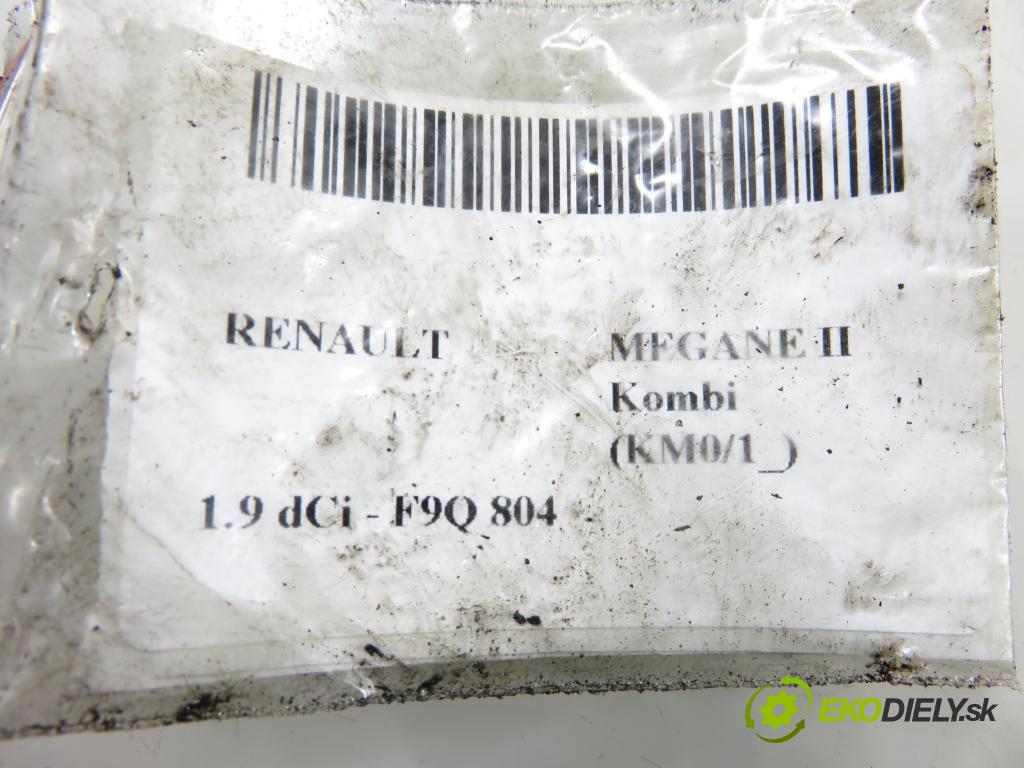 RENAULT MEGANE II
Kombi
(KM0/1_)
1.9 dCi - F9Q 804
EKODIELY.sk